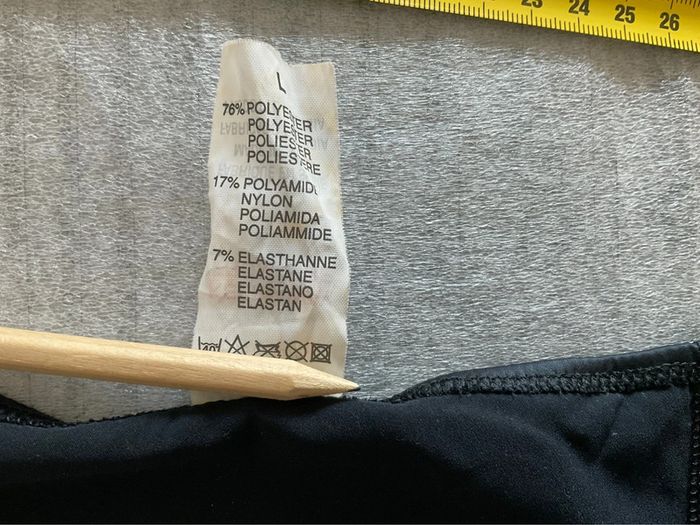 23 24 25 26
L
76% POLYESTER
POLYESTER
POLIESTER
POLIESTERE
17% POLYAMIDE
NYLON
POLIAMIDA
POLIAMMIDE
7% ELASTHANNE
ELASTANE
ELASTANO
ELASTAN
40°